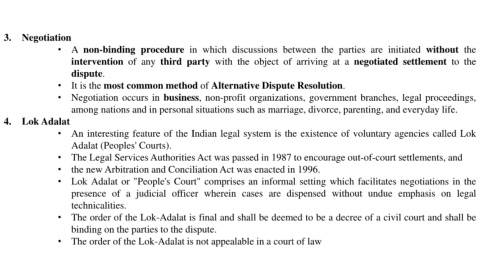 3. Negotiation
• A non-binding procedure in which discussions between the parties are initiated without the
intervention of any third party with the object of arriving at a negotiated settlement to the
dispute.
• It is the most common method of Alternative Dispute Resolution.
• Negotiation occurs in business, non-profit organizations, government branches, legal proceedings,
among nations and in personal situations such as marriage, divorce, parenting, and everyday life.
4. Lok Adalat
• An interesting feature of the Indian legal system is the existence of voluntary agencies called Lok
Adalat (Peoples' Courts).
• The Legal Services Authorities Act was passed in 1987 to encourage out-of-court settlements, and
• the new Arbitration and Conciliation Act was enacted in 1996.
• Lok Adalat or "People's Court" comprises an informal setting which facilitates negotiations in the
presence of a judicial officer wherein cases are dispensed without undue emphasis on legal
technicalities.
• The order of the Lok-Adalat is final and shall be deemed to be a decree of a civil court and shall be
binding on the parties to the dispute.
• The order of the Lok-Adalat is not appealable in a court of law